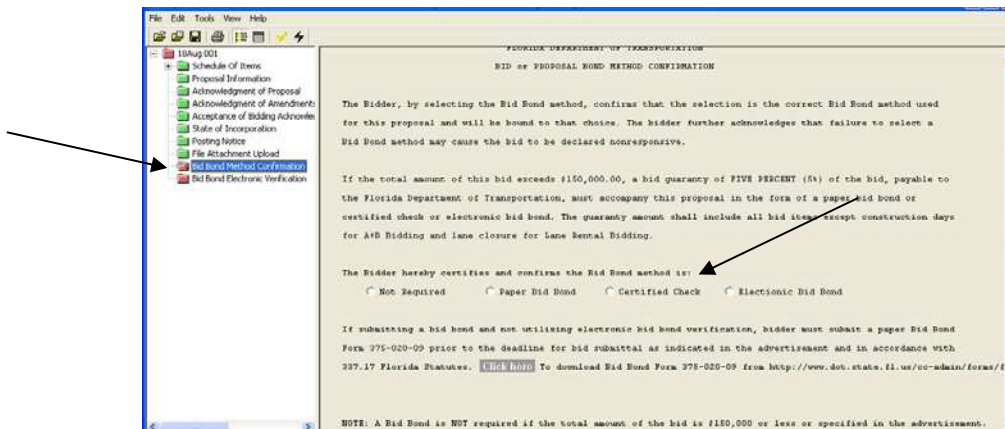 File Edit Tools View Help
18Aug 001
Schedule Of Items
Proposal Information
Acknowledgment of Proposal
Acknowledgment of Amendments
Acceptance of Bidding Acknowle
State of Incorporation
Posting Notice
File Attachment Upload
Bid Bond Method Confirmation
Bid Bond Electronic Verification
FLORIDA DEPARTMENT OF TRANSPORTATION
BID or PROPOSAL BOND METHOD CONFIRMATION
The Bidder, by selecting the Bid Bond method, confirms that the selection is the correct Bid Bond method used
for this proposal and will be bound to that choice. The bidder further acknowledges that failure to select a
Bid Bond method may cause the bid to be declared nonresponsive.
If the total amount of this bid exceeds $150,000.00, a bid guaranty of FIVE PERCENT (5%) of the bid, payable to
the Florida Department of Transportation, must accompany this proposal in the form of a paper bid bond or
certified check or electronic bid bond. The guaranty amount shall include all bid items except construction days
for A+B Bidding and lane closure for Lane Rental Bidding.
The Bidder hereby certifies and confirms the Bid Bond method is:
Not Required Paper Bid Bond Certified Check Electionic Bid Bond
If submitting a bid bond and not utilizing electronic bid bond verification, bidder must submit a paper Bid Bond
Form 375-020-09 prior to the deadline for bid submittal as indicated in the advertisement and in accordance with
337.17 Florida Statutes. Click here To download Bid Bond Form 375-020-09 from http://www.dot.state.fl.us/cc-admin/forms/f
NOTE: A Bid Bond is NOT required if the total amount of the bid is $150,000 or less or specified in the advertisement.